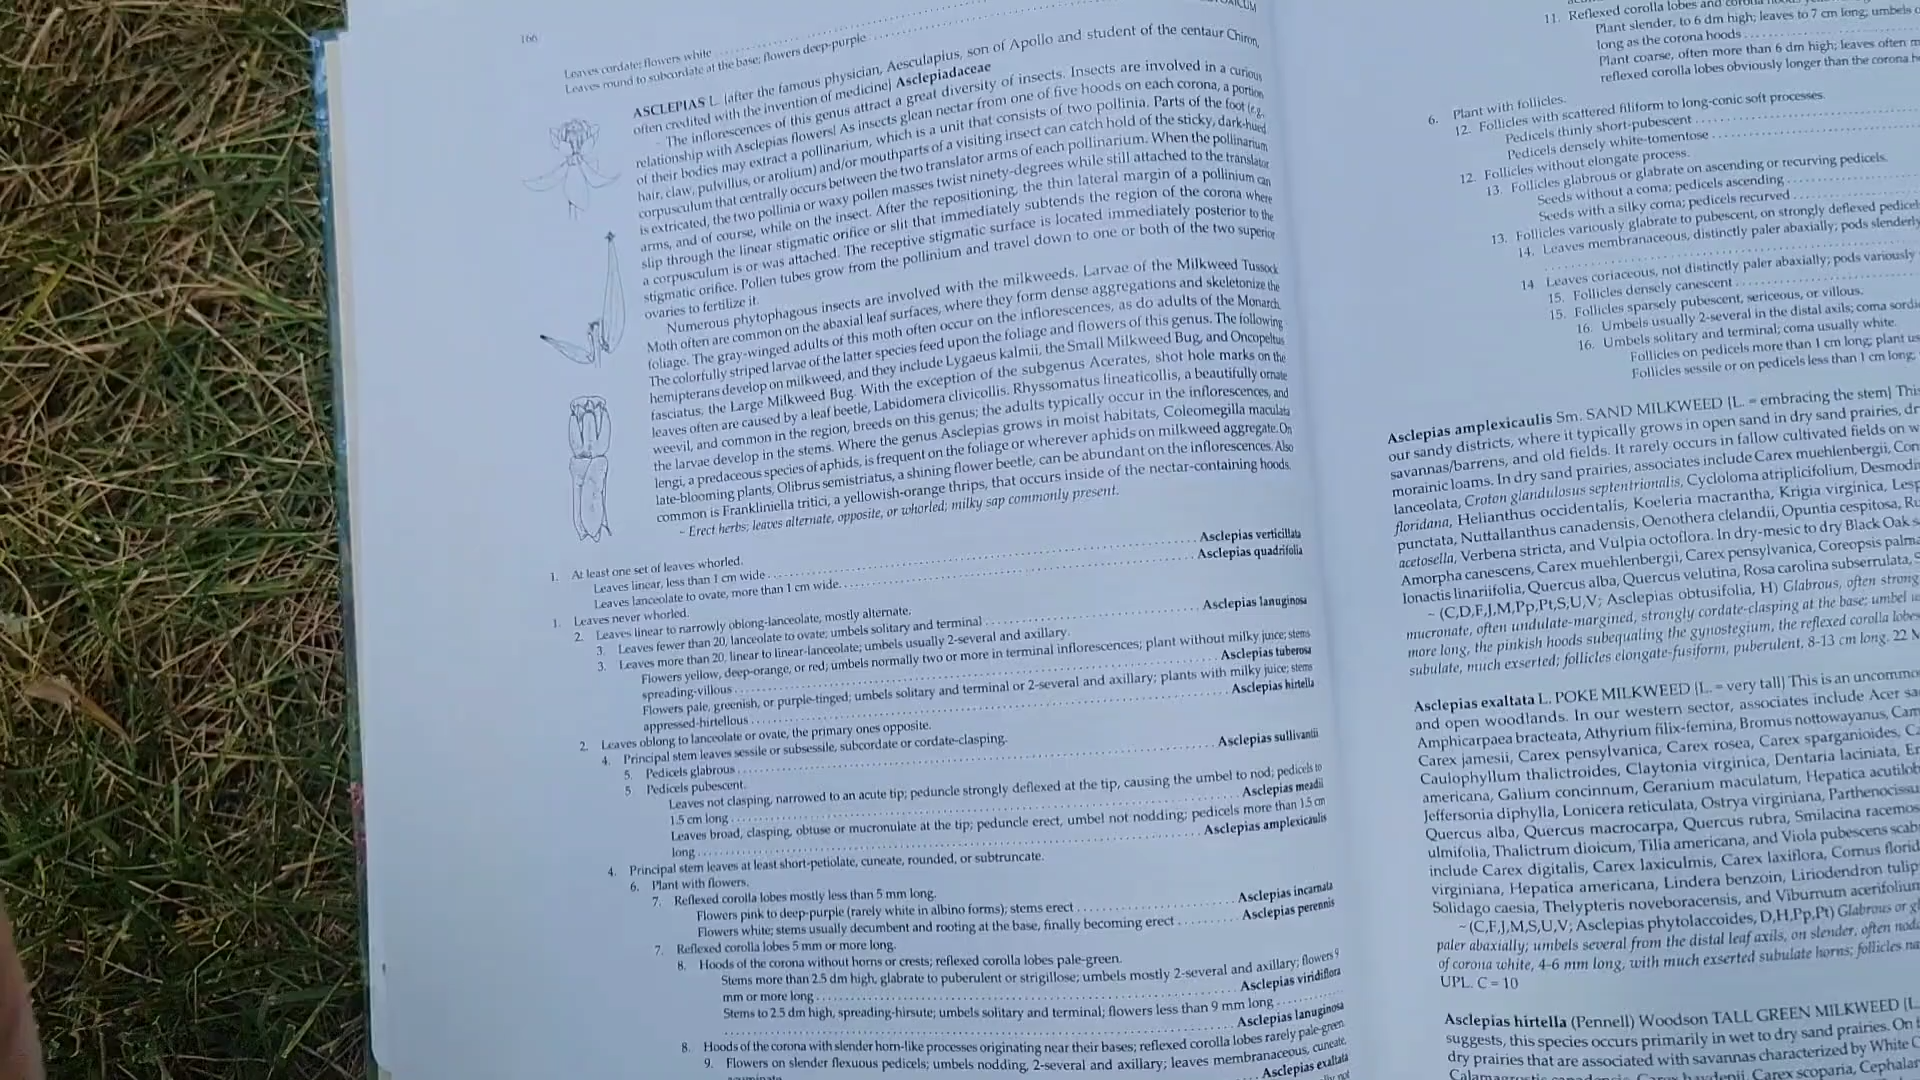 166
Leaves cordate; flowers white
Leaves round to subcordate at the base; flowers deep-purple
ASCLEPIAS L. [after the famous physician, Aesculapius, son of Apollo and student of the centaur Chiron,
often credited with the invention of medicine] Asclepiadaceae
- The inflorescences of this genus attract a great diversity of insects. Insects are involved in a curious
relationship with Asclepias flowers! As insects glean nectar from one of five hoods on each corona, a portion
of their bodies may extract a pollinarium, which is a unit that consists of two pollinia. Parts of the foot (e.g.,
hair, claw, pulvillus, or arolium) and/or mouthparts of a visiting insect can catch hold of the sticky, dark-hued
corpusculum that centrally occurs between the two translator arms of each pollinarium. When the pollinarium
is extricated, the two pollinia or waxy pollen masses twist ninety-degrees while still attached to the translator
arms, and of course, while on the insect. After the repositioning, the thin lateral margin of a pollinium can
slip through the linear stigmatic orifice or slit that immediately subtends the region of the corona where
a corpusculum is or was attached. The receptive stigmatic surface is located immediately posterior to the
stigmatic orifice. Pollen tubes grow from the pollinium and travel down to one or both of the two superior
ovaries to fertilize it.
Numerous phytophagous insects are involved with the milkweeds. Larvae of the Milkweed Tussock
Moth often are common on the abaxial leaf surfaces, where they form dense aggregations and skeletonize the
foliage. The gray-winged adults of this moth often occur on the inflorescences, as do adults of the Monarch.
The colorfully striped larvae of the latter species feed upon the foliage and flowers of this genus. The following
hemipterans develop on milkweed, and they include Lygaeus kalmii, the Small Milkweed Bug, and Oncopeltus
fasciatus, the Large Milkweed Bug. With the exception of the subgenus Acerates, shot hole marks on the
leaves often are caused by a leaf beetle, Labidomera clivicollis. Rhyssomatus lineaticollis, a beautifully ornate
weevil, and common in the region, breeds on this genus; the adults typically occur in the inflorescences, and
the larvae develop in the stems. Where the genus Asclepias grows in moist habitats, Coleomegilla maculata
lengi, a predaceous species of aphids, is frequent on the foliage or wherever aphids on milkweed aggregate. On
late-blooming plants, Olibrus semistriatus, a shining flower beetle, can be abundant on the inflorescences. Also
common is Frankliniella tritici, a yellowish-orange thrips, that occurs inside of the nectar-containing hoods.
~ Erect herbs; leaves alternate, opposite, or whorled; milky sap commonly present.
1. At least one set of leaves whorled.
Leaves linear, less than 1 cm wide Asclepias verticillata
Leaves lanceolate to ovate, more than 1 cm wide Asclepias quadrifolia
1. Leaves never whorled.
2. Leaves linear to narrowly oblong-lanceolate, mostly alternate.
3. Leaves fewer than 20, lanceolate to ovate; umbels solitary and terminal Asclepias lanuginosa
3. Leaves more than 20, linear to linear-lanceolate; umbels usually 2-several and axillary.
Flowers yellow, deep-orange, or red; umbels normally two or more in terminal inflorescences; plant without milky juice; stems
spreading-villous Asclepias tuberosa
Flowers pale, greenish, or purple-tinged; umbels solitary and terminal or 2-several and axillary; plants with milky juice; stems
appressed-hirtellous Asclepias hirtella
2. Leaves oblong to lanceolate or ovate, the primary ones opposite.
4. Principal stem leaves sessile or subsessile, subcordate or cordate-clasping.
5. Pedicels glabrous Asclepias sullivantii
5 Pedicels pubescent.
Leaves not clasping, narrowed to an acute tip; peduncle strongly deflexed at the tip, causing the umbel to nod; pedicels to
1.5 cm long Asclepias meadii
Leaves broad, clasping, obtuse or mucronulate at the tip; peduncle erect, umbel not nodding; pedicels more than 1.5 cm
long Asclepias amplexicaulis
4. Principal stem leaves at least short-petiolate, cuneate, rounded, or subtruncate.
6. Plant with flowers.
7. Reflexed corolla lobes mostly less than 5 mm long.
Flowers pink to deep-purple (rarely white in albino forms); stems erect Asclepias incarnata
Flowers white; stems usually decumbent and rooting at the base, finally becoming erect Asclepias perennis
7. Reflexed corolla lobes 5 mm or more long.
8. Hoods of the corona without horns or crests; reflexed corolla lobes pale-green.
Stems more than 2.5 dm high, glabrate to puberulent or strigillose; umbels mostly 2-several and axillary; flowers 9
mm or more long Asclepias viridiflora
Stems to 2.5 dm high, spreading-hirsute; umbels solitary and terminal; flowers less than 9 mm long
Asclepias lanuginosa
8. Hoods of the corona with slender horn-like processes originating near their bases; reflexed corolla lobes rarely pale-green
9. Flowers on slender flexuous pedicels; umbels nodding, 2-several and axillary; leaves membranaceous, cuneate,
Asclepias exaltata
11. Reflexed corolla lobes and corona
Plant slender, to 6 dm high; leaves to 7 cm long; umbels
long as the corona hoods
Plant coarse, often more than 6 dm high; leaves often
reflexed corolla lobes obviously longer than the corona
6. Plant with follicles.
12. Follicles with scattered filiform to long-conic soft processes.
Pedicels thinly short-pubescent
Pedicels densely white-tomentose
12. Follicles without elongate process.
13. Follicles glabrous or glabrate on ascending or recurving pedicels.
Seeds without a coma; pedicels ascending
Seeds with a silky coma; pedicels recurved
13. Follicles variously glabrate to pubescent, on strongly deflexed
14. Leaves membranaceous, distinctly paler abaxially; pods slenderly
14 Leaves coriaceous, not distinctly paler abaxially; pods variously
15. Follicles densely canescent
15. Follicles sparsely pubescent, sericeous, or villous.
16. Umbels usually 2-several in the distal axils; coma
16. Umbels solitary and terminal; coma usually white.
Follicles on pedicels more than 1 cm long; plant
Follicles sessile or on pedicels less than 1 cm long;
Asclepias amplexicaulis Sm. SAND MILKWEED [L. = embracing the stem] This
our sandy districts, where it typically grows in open sand in dry sand prairies,
savannas/barrens, and old fields. It rarely occurs in fallow cultivated fields on
morainic loams. In dry sand prairies, associates include Carex muehlenbergii,
lanceolata, Croton glandulosus septentrionalis, Cycloloma atriplicifolium,
floridana, Helianthus occidentalis, Koeleria macrantha, Krigia virginica,
punctata, Nuttallanthus canadensis, Oenothera clelandii, Opuntia cespitosa,
acetosella, Verbena stricta, and Vulpia octoflora. In dry-mesic to dry Black Oak
Amorpha canescens, Carex muehlenbergii, Carex pensylvanica, Coreopsis
Ionactis linariifolia, Quercus alba, Quercus velutina, Rosa carolina subserrulata,
~ (C,D,F,J,M,Pp,Pt,S,U,V; Asclepias obtusifolia, H) Glabrous, often
mucronate, often undulate-margined, strongly cordate-clasping at the base; umbel
more long, the pinkish hoods subequaling the gynostegium, the reflexed corolla
subulate, much exserted; follicles elongate-fusiform, puberulent, 8-13 cm long. 22
Asclepias exaltata L. POKE MILKWEED [L. = very tall] This is an
and open woodlands. In our western sector, associates include Acer
Amphicarpaea bracteata, Athyrium filix-femina, Bromus nottowayanus,
Carex jamesii, Carex pensylvanica, Carex rosea, Carex sparganioides,
Caulophyllum thalictroides, Claytonia virginica, Dentaria laciniata,
americana, Galium concinnum, Geranium maculatum, Hepatica
Jeffersonia diphylla, Lonicera reticulata, Ostrya virginiana,
Quercus alba, Quercus macrocarpa, Quercus rubra, Smilacina
ulmifolia, Thalictrum dioicum, Tilia americana, and Viola pubescens
include Carex digitalis, Carex laxiculmis, Carex laxiflora, Cornus
virginiana, Hepatica americana, Lindera benzoin, Liriodendron
Solidago caesia, Thelypteris noveboracensis, and Viburnum
~ (C,F,J,M,S,U,V; Asclepias phytolaccoides, D,H,Pp,Pt) Glabrous or
paler abaxially; umbels several from the distal leaf axils, on slender, often
of corona white, 4-6 mm long, with much exserted subulate horns; follicles
UPL. C = 10
Asclepias hirtella (Pennell) Woodson TALL GREEN MILKWEED
suggests, this species occurs primarily in wet to dry sand prairies. On
dry prairies that are associated with savannas characterized by White
Carex haydenii, Carex scoparia,